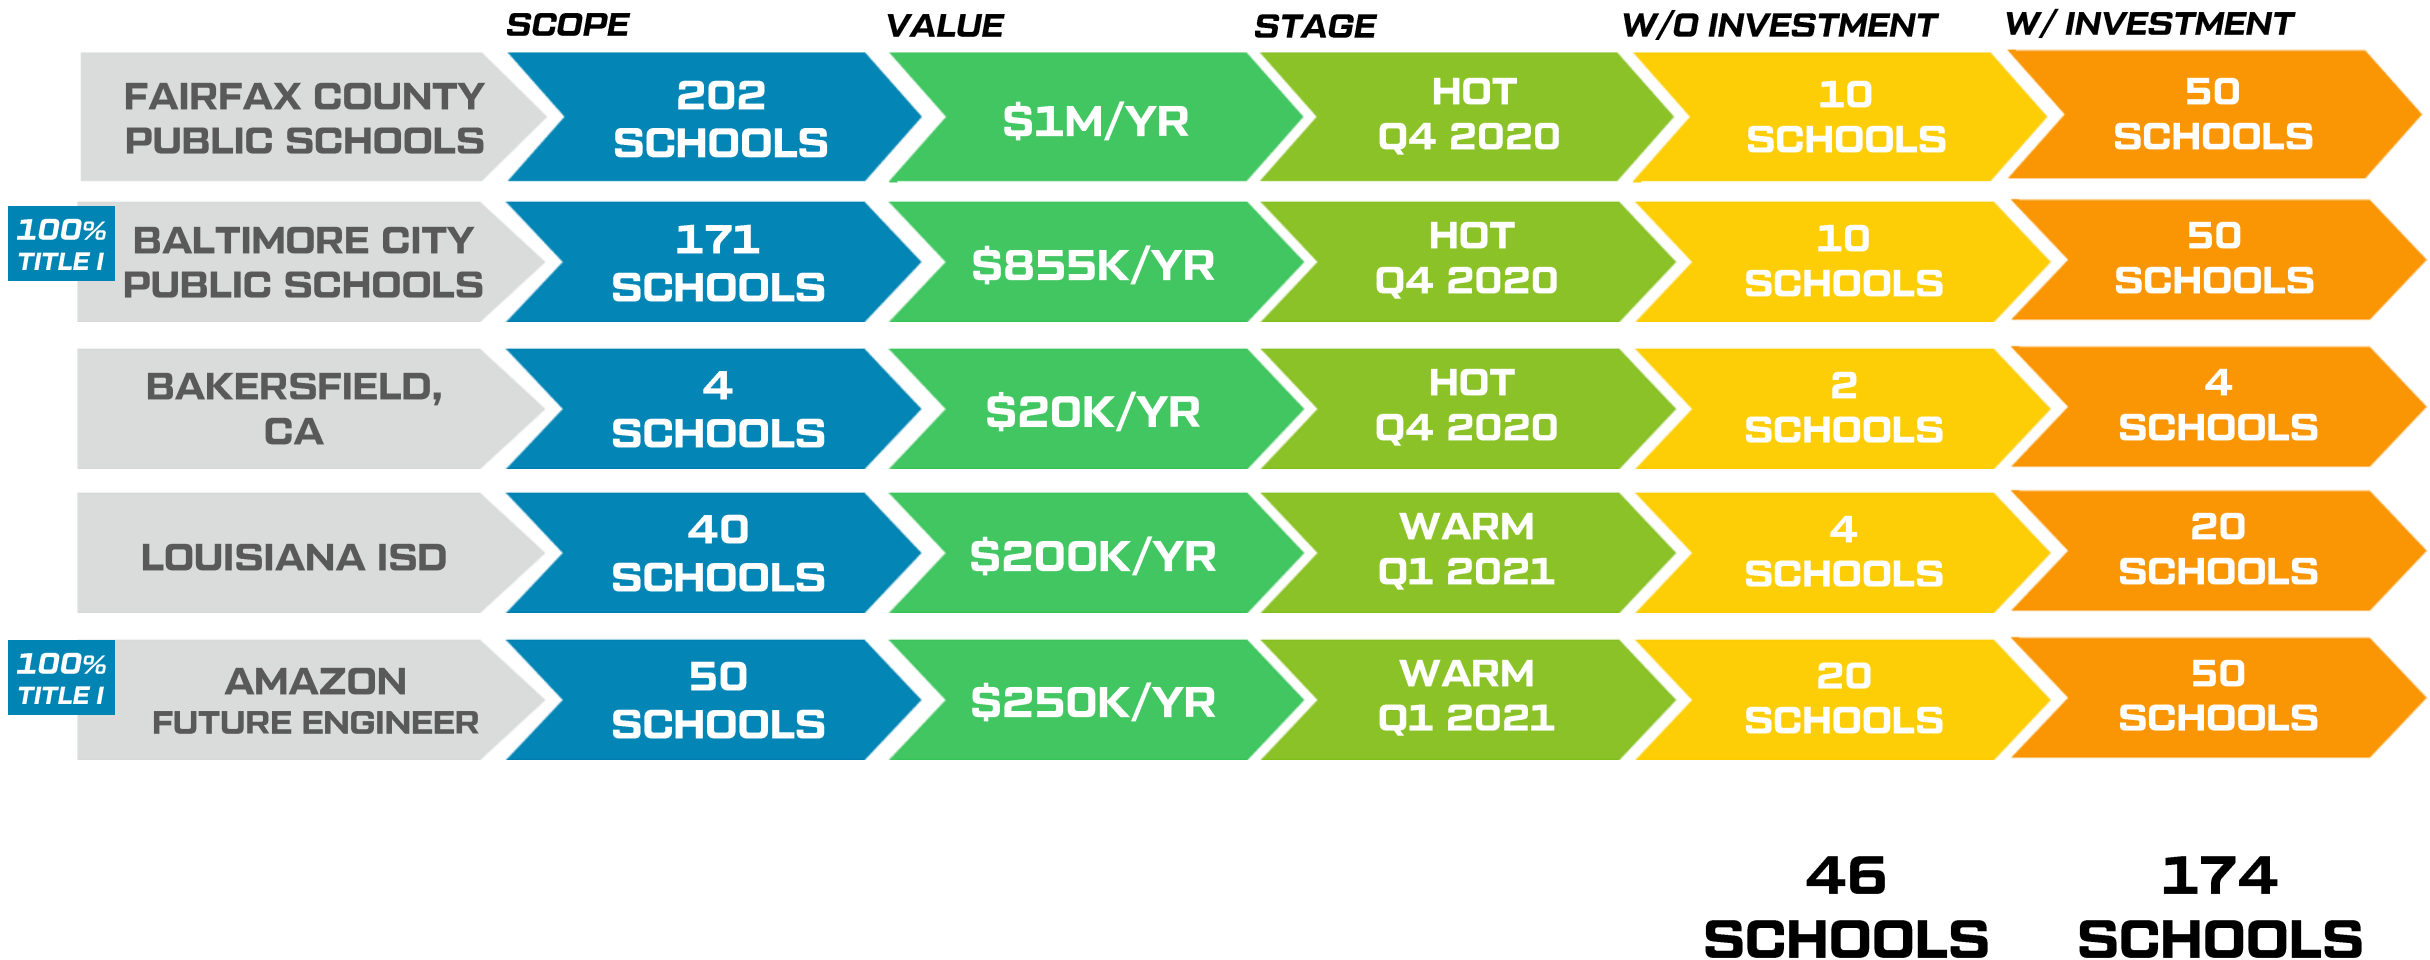 SCOPE
VALUE
STAGE
W/O INVESTMENT
W/ INVESTMENT
FAIRFAX COUNTY
PUBLIC SCHOOLS
202
SCHOOLS
$1M/YR
HOT
Q4 2020
10
SCHOOLS
50
SCHOOLS
100%
TITLE I
BALTIMORE CITY
PUBLIC SCHOOLS
171
SCHOOLS
$855K/YR
HOT
Q4 2020
10
SCHOOLS
50
SCHOOLS
BAKERSFIELD,
CA
4
SCHOOLS
$20K/YR
HOT
Q4 2020
2
SCHOOLS
4
SCHOOLS
LOUISIANA ISD
40
SCHOOLS
$200K/YR
WARM
Q1 2021
4
SCHOOLS
20
SCHOOLS
100%
TITLE I
AMAZON
FUTURE ENGINEER
50
SCHOOLS
$250K/YR
WARM
Q1 2021
20
SCHOOLS
50
SCHOOLS
46
SCHOOLS
174
SCHOOLS